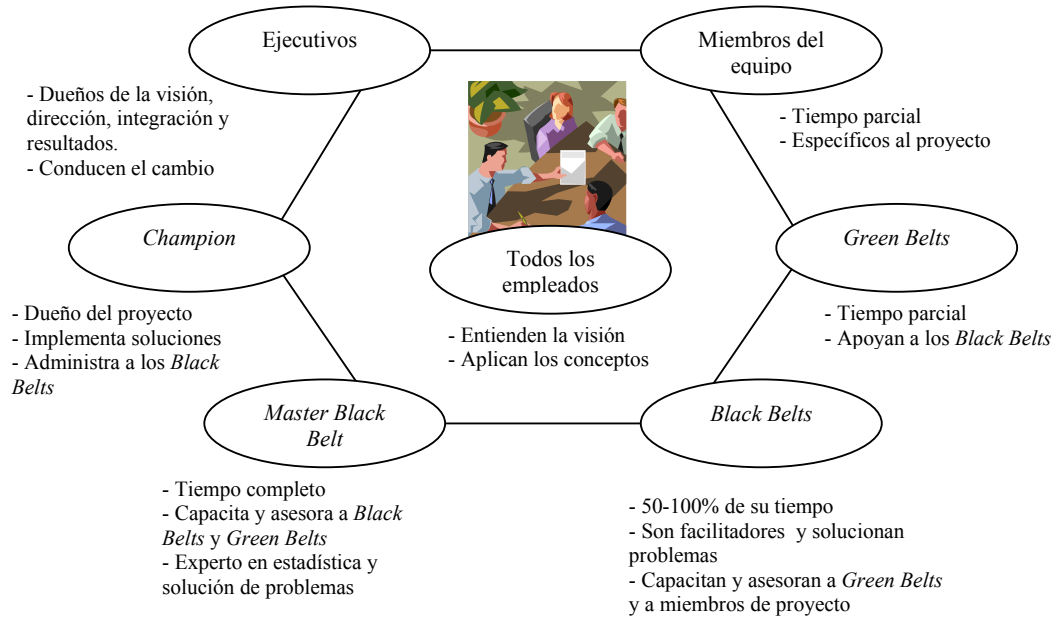 Ejecutivos
- Dueños de la visión,
dirección, integración y
resultados.
- Conducen el cambio
Miembros del
equipo
- Tiempo parcial
- Específicos al proyecto
Champion
- Dueño del proyecto
- Implementa soluciones
- Administra a los Black
Belts
Todos los
empleados
- Entienden la visión
- Aplican los conceptos
Green Belts
- Tiempo parcial
- Apoyan a los Black Belts
Master Black
Belt
- Tiempo completo
- Capacita y asesora a Black
Belts y Green Belts
- Experto en estadística y
solución de problemas
Black Belts
- 50-100% de su tiempo
- Son facilitadores y solucionan
problemas
- Capacitan y asesoran a Green Belts
y a miembros de proyecto